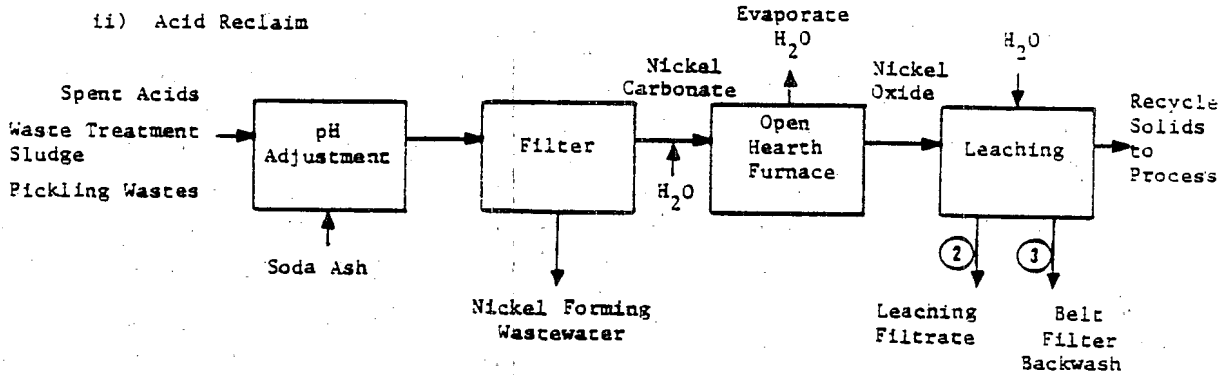 ii) Acid Reclaim
Evaporate
H2O
H2O
Nickel
Carbonate
Nickel
Oxide
Spent Acids
Waste Treatment
Sludge
Pickling Wastes
pH
Adjustment
Filter
H2O
Open
Hearth
Furnace
Leaching
Recycle
Solids
to
Process
Soda Ash
Nickel Forming
Wastewater
2
3
Leaching
Filtrate
Belt
Filter
Backwash